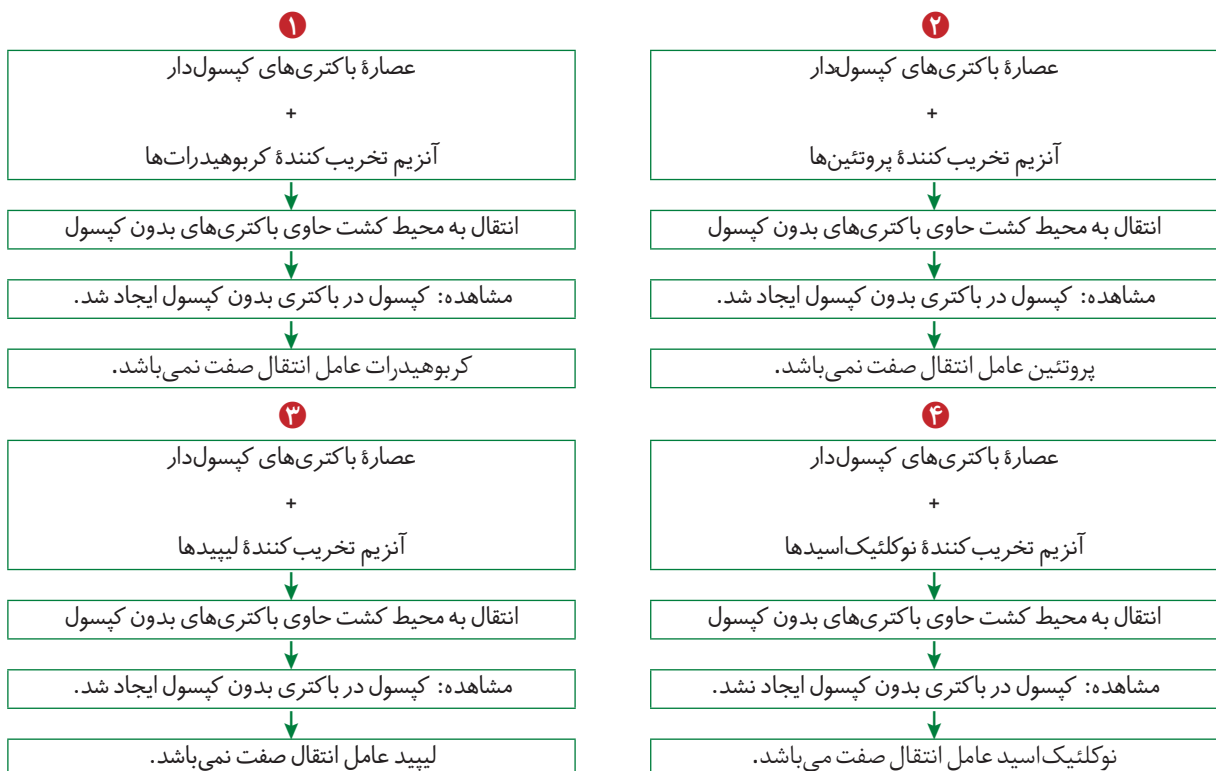 ۱
عصارهٔ باکتری‌های کپسول‌دار
+
آنزیم تخریب‌کنندهٔ کربوهیدرات‌ها
انتقال به محیط کشت حاوی باکتری‌های بدون کپسول
مشاهده: کپسول در باکتری بدون کپسول ایجاد شد.
کربوهیدرات عامل انتقال صفت نمی‌باشد.
۲
عصارهٔ باکتری‌های کپسول‌دار
+
آنزیم تخریب‌کنندهٔ پروتئین‌ها
انتقال به محیط کشت حاوی باکتری‌های بدون کپسول
مشاهده: کپسول در باکتری بدون کپسول ایجاد شد.
پروتئین عامل انتقال صفت نمی‌باشد.
۳
عصارهٔ باکتری‌های کپسول‌دار
+
آنزیم تخریب‌کنندهٔ لیپیدها
انتقال به محیط کشت حاوی باکتری‌های بدون کپسول
مشاهده: کپسول در باکتری بدون کپسول ایجاد شد.
لیپید عامل انتقال صفت نمی‌باشد.
۴
عصارهٔ باکتری‌های کپسول‌دار
+
آنزیم تخریب‌کنندهٔ نوکلئیک‌اسیدها
انتقال به محیط کشت حاوی باکتری‌های بدون کپسول
مشاهده: کپسول در باکتری بدون کپسول ایجاد نشد.
نوکلئیک‌اسید عامل انتقال صفت می‌باشد.